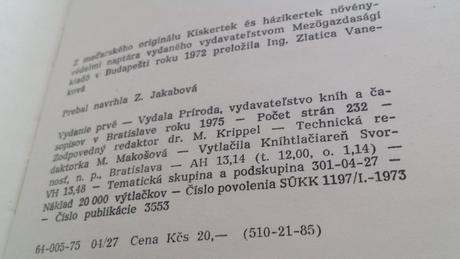 Z maďarského originálu Kiskertek és házikertek növény-
védelmi naptára vydaného vydavateľstvom Mezögazdasági
kiadó v Budapešti roku 1972 preložila Ing. Zlatica Vane-
ková
Prebal navrhla Z. Jakabová
Vydanie prvé — Vydala Príroda, vydavateľstvo kníh a ča-
sopisov v Bratislave roku 1975 — Počet strán 232 —
Zodpovedný redaktor dr. M. Krippel — Technická re-
daktorka M. Makošová — Vytlačila Kníhtlačiareň Svor-
nosť, n. p., Bratislava — AH 13,14 (t. 12,00, o. 1,14) —
VH 13,48 — Tematická skupina a podskupina 301-04-27 —
Náklad 20 000 výtlačkov — Číslo povolenia SÚKK 1197/I.-1973
— Číslo publikácie 3553
64-005-75 04/27 Cena Kčs 20,— (510-21-85)